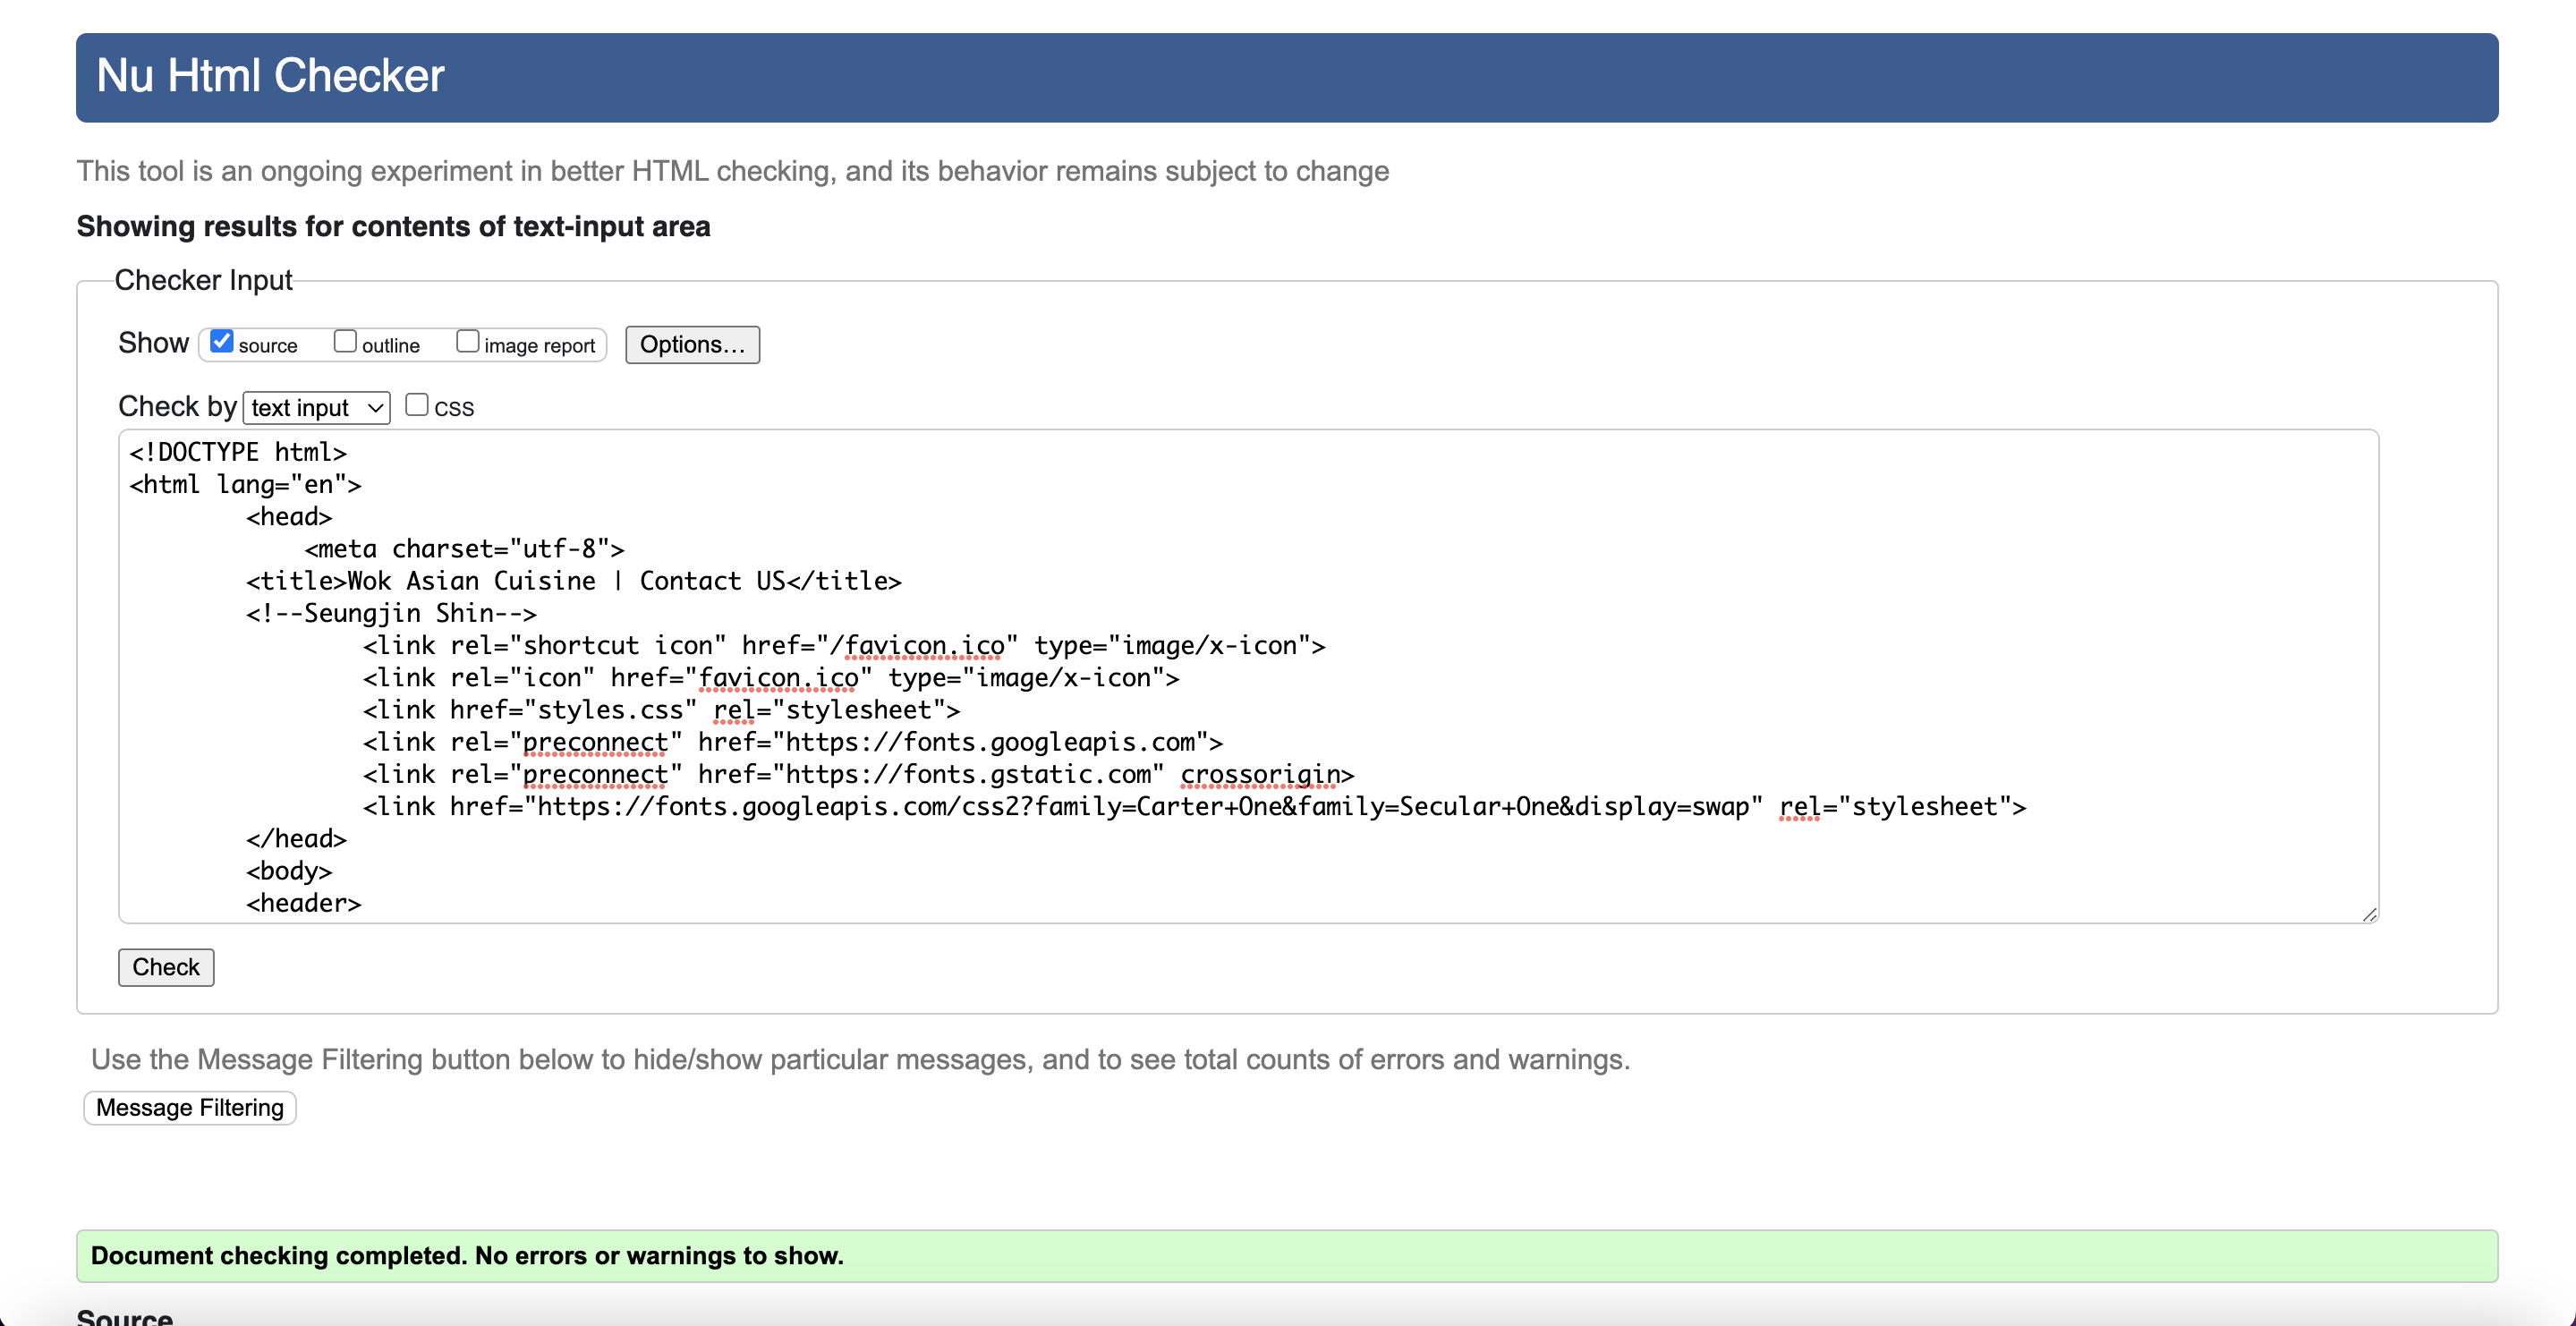 Nu Html Checker
This tool is an ongoing experiment in better HTML checking, and its behavior remains subject to change
Showing results for contents of text-input area
Checker Input
Show source outline image report Options...
Check by text input CSS
<!DOCTYPE html>
<html lang="en">
<head>
<meta charset="utf-8">
<title>Wok Asian Cuisine | Contact US</title>
<!--Seungjin Shin-->
<link rel="shortcut icon" href="/favicon.ico" type="image/x-icon">
<link rel="icon" href="favicon.ico" type="image/x-icon">
<link href="styles.css" rel="stylesheet">
<link rel="preconnect" href="https://fonts.googleapis.com">
<link rel="preconnect" href="https://fonts.gstatic.com" crossorigin>
<link href="https://fonts.googleapis.com/css2?family=Carter+One&family=Secular+One&display=swap" rel="stylesheet">
</head>
<body>
<header>
Check
Use the Message Filtering button below to hide/show particular messages, and to see total counts of errors and warnings.
Message Filtering
Document checking completed. No errors or warnings to show.
Source